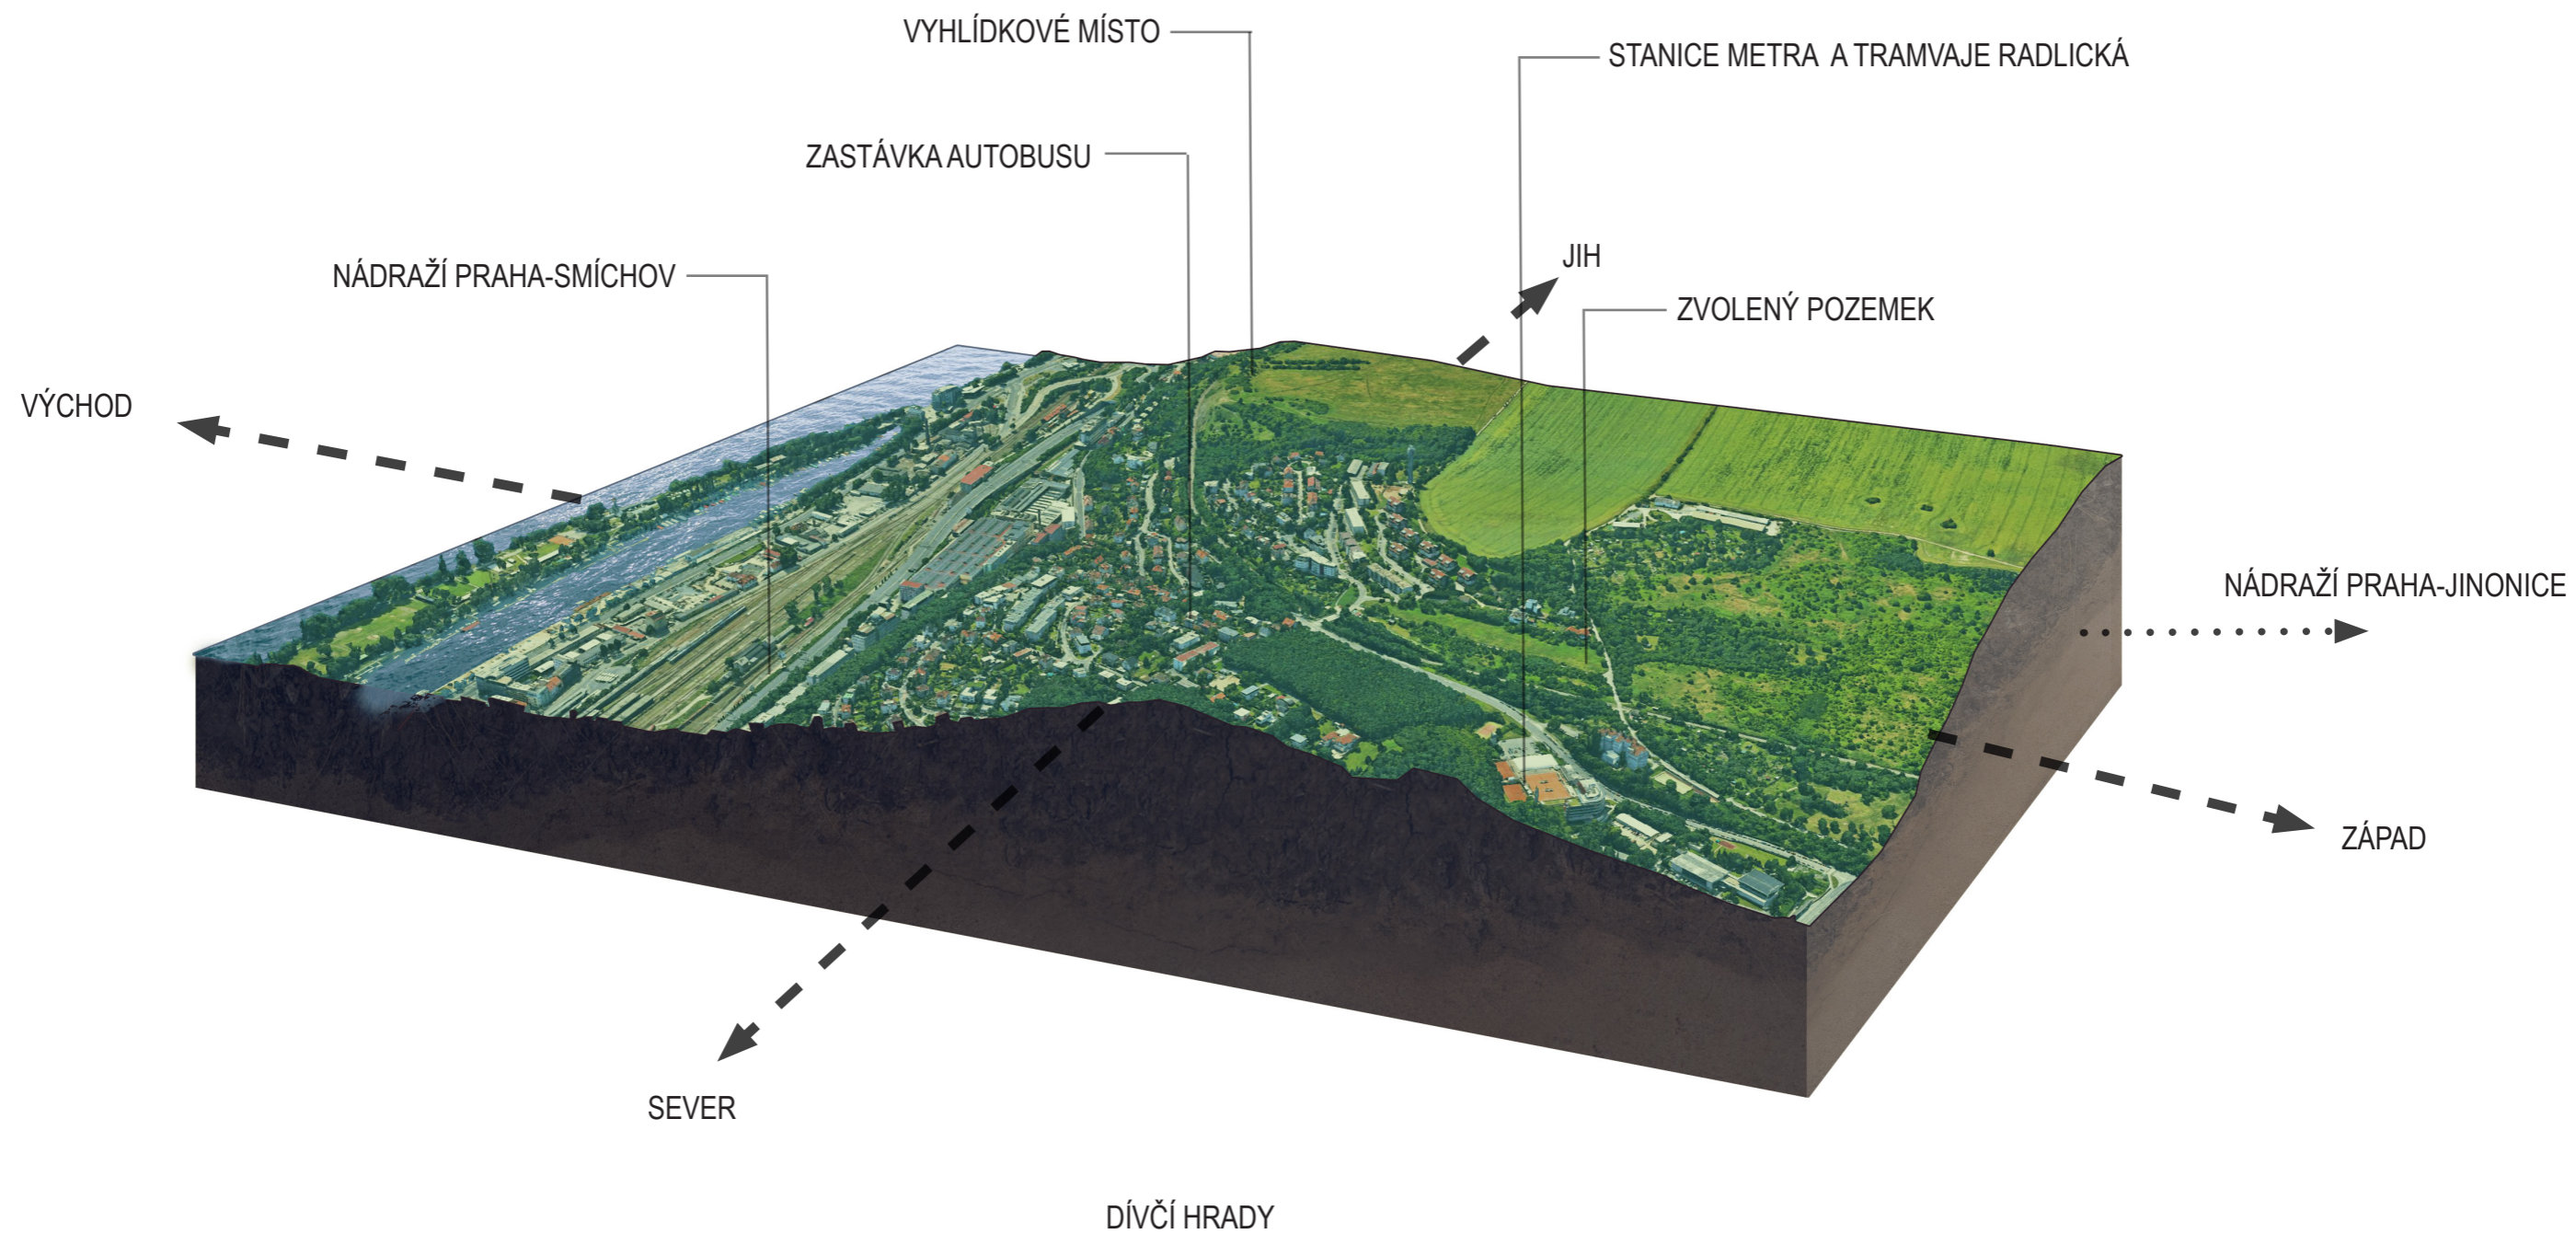 VYHLÍDKOVÉ MÍSTO
STANICE METRA A TRAMVAJE RADLICKÁ
ZASTÁVKA AUTOBUSU
JIH
NÁDRAŽÍ PRAHA-SMÍCHOV
ZVOLENÝ POZEMEK
VÝCHOD
NÁDRAŽÍ PRAHA-JINONICE
ZÁPAD
SEVER
DÍVČÍ HRADY